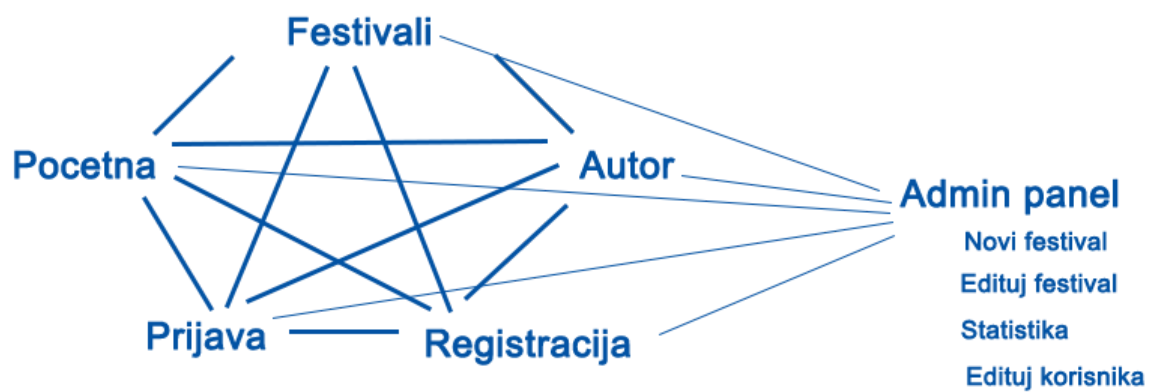 Festivali
Pocetna
Autor
Admin panel
Novi festival
Edituj festival
Statistika
Edituj korisnika
Prijava
Registracija